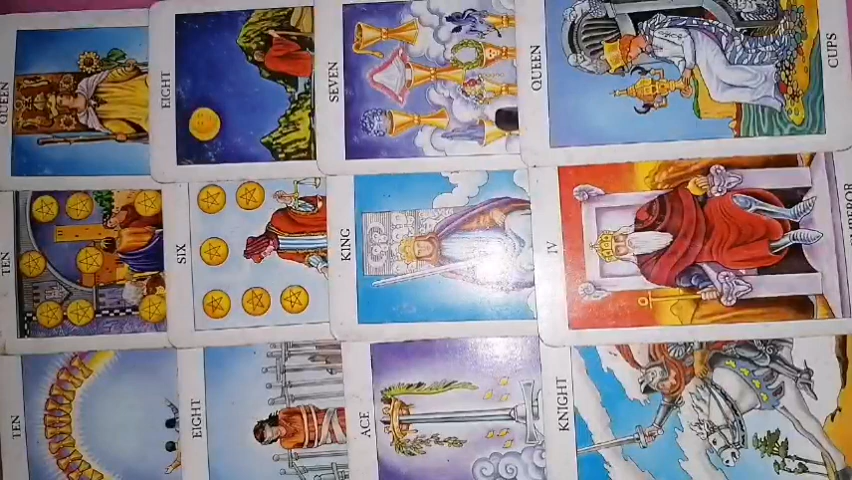 QUEEN
EIGHT
SEVEN
QUEEN
CUPS
TEN
SIX
KING
IV
EMPEROR
TEN
EIGHT
ACE
KNIGHT